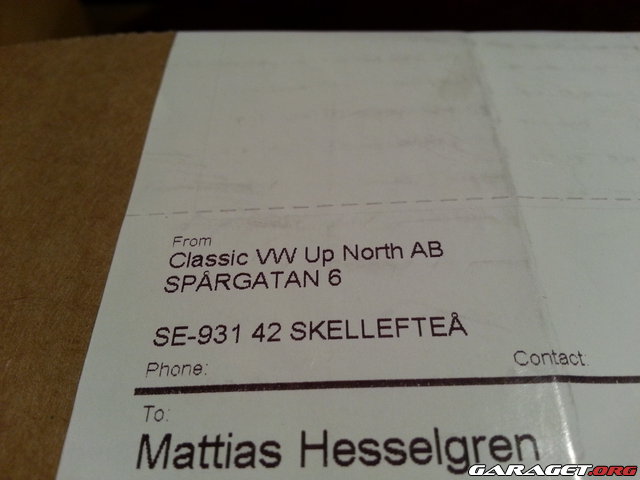 From
Classic VW Up North AB
SPÅRGATAN 6
SE-931 42 SKELLEFTEÅ
Phone: Contact:
To:
Mattias Hesselgren
GARAGET.ORG